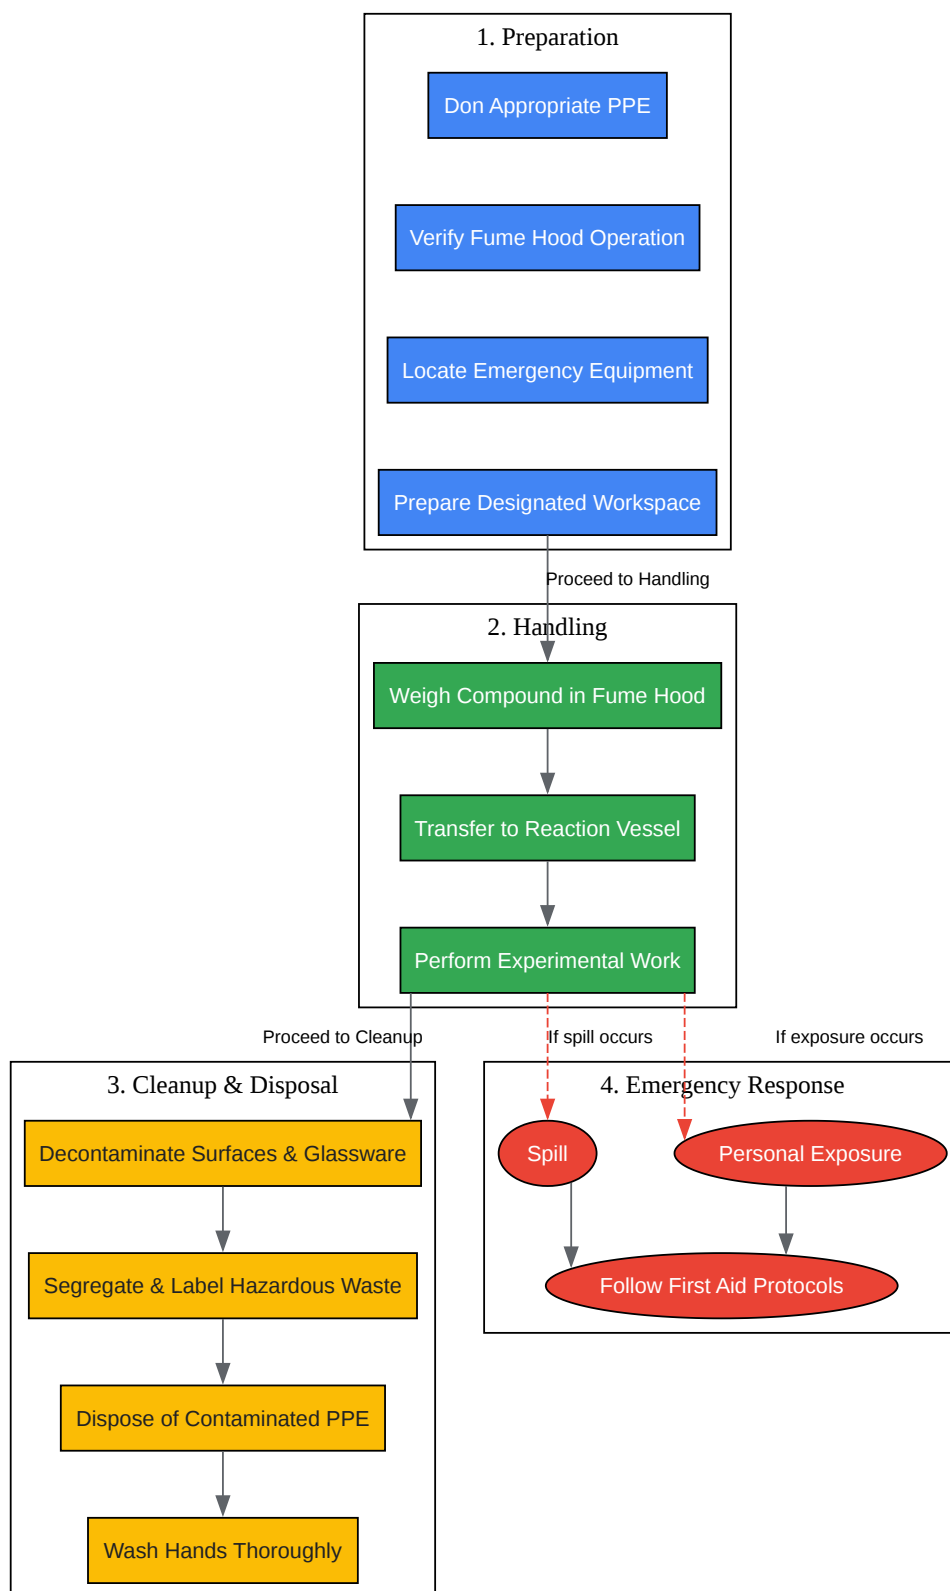 1. Preparation
Don Appropriate PPE
Verify Fume Hood Operation
Locate Emergency Equipment
Prepare Designated Workspace
Proceed to Handling
2. Handling
Weigh Compound in Fume Hood
Transfer to Reaction Vessel
Perform Experimental Work
Proceed to Cleanup
If spill occurs
If exposure occurs
3. Cleanup & Disposal
Decontaminate Surfaces & Glassware
Segregate & Label Hazardous Waste
Dispose of Contaminated PPE
Wash Hands Thoroughly
4. Emergency Response
Spill
Personal Exposure
Follow First Aid Protocols